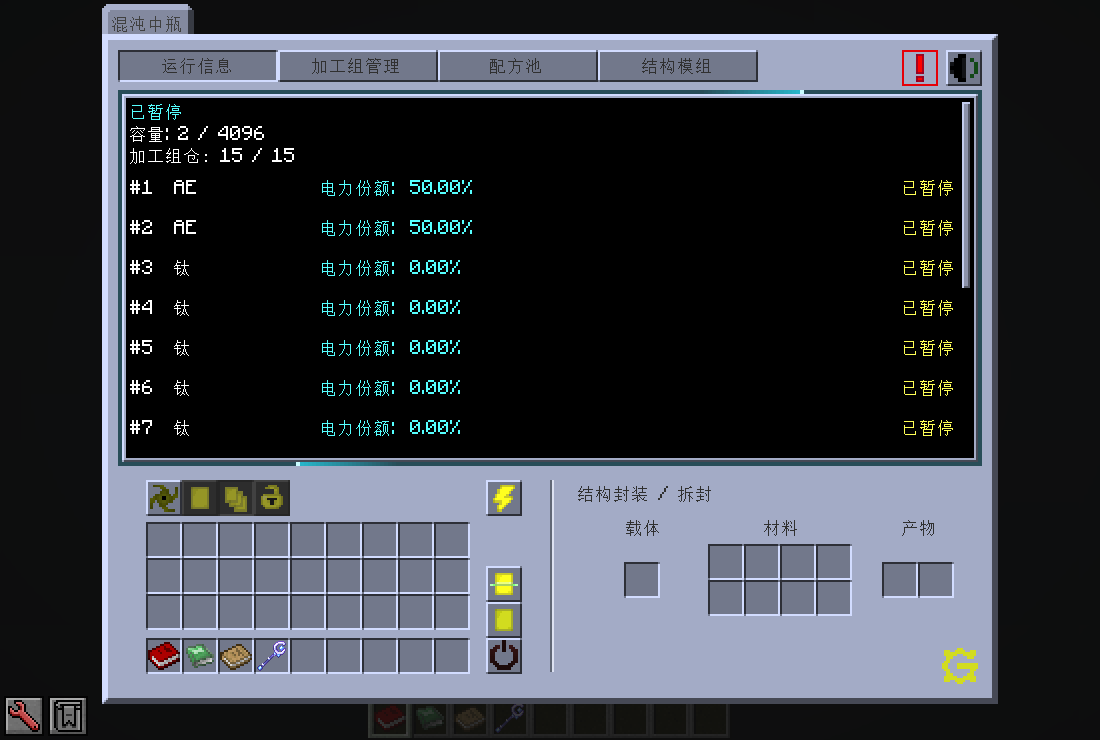 混沌中瓶
运行信息 加工组管理 配方池 结构模组
已暂停
容量: 2 / 4096
加工组仓: 15 / 15
#1 AE 电力份额: 50.00% 已暂停
#2 AE 电力份额: 50.00% 已暂停
#3 钛 电力份额: 0.00% 已暂停
#4 钛 电力份额: 0.00% 已暂停
#5 钛 电力份额: 0.00% 已暂停
#6 钛 电力份额: 0.00% 已暂停
#7 钛 电力份额: 0.00% 已暂停
结构封装 / 拆封
载体 材料 产物